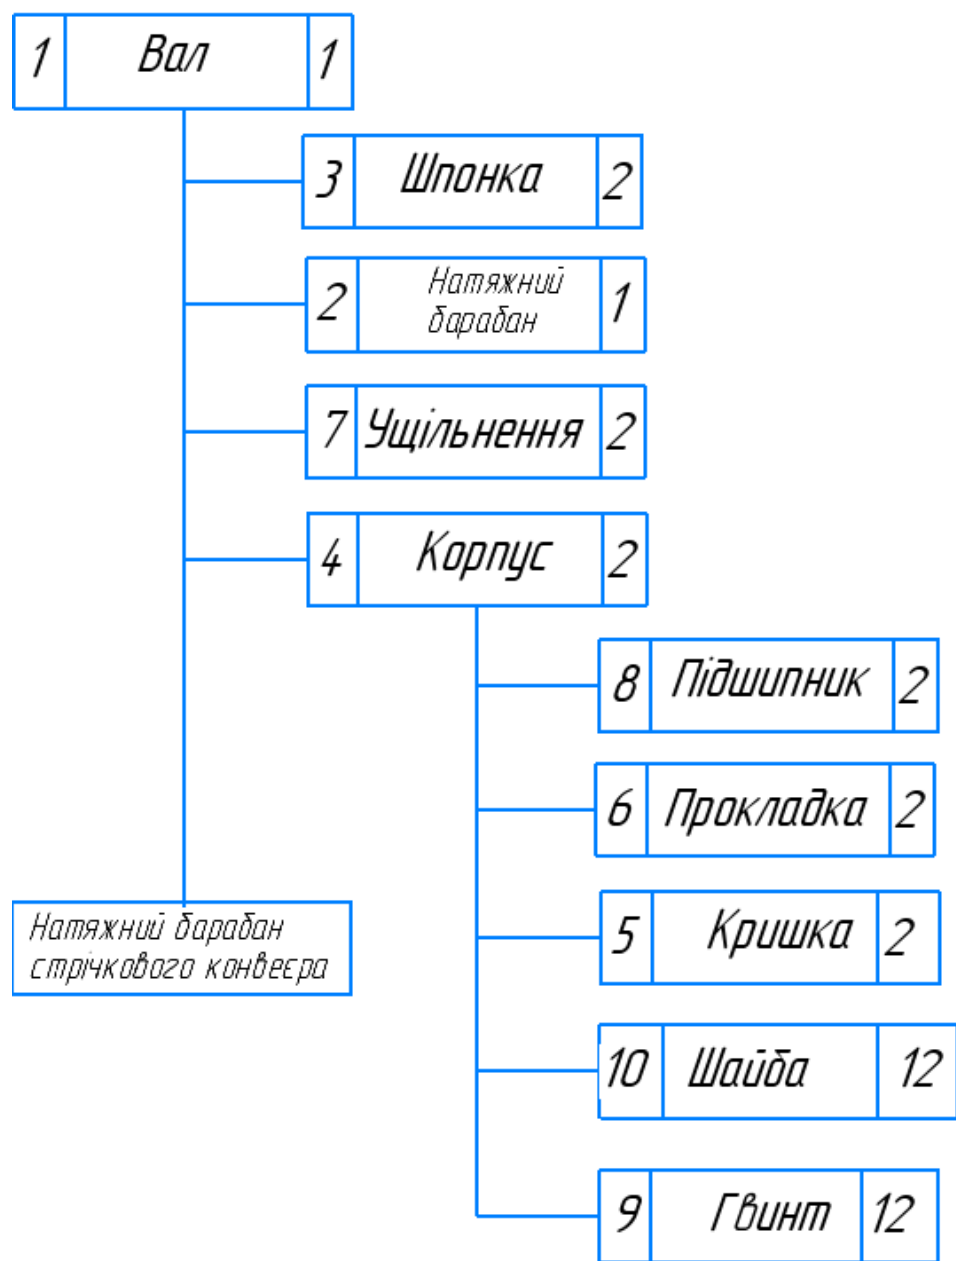 1 Вал 1
3 Шпонка 2
2 Натяжний барабан 1
7 Ущільнення 2
4 Корпус 2
8 Підшипник 2
6 Прокладка 2
5 Кришка 2
Натяжний барабан
стрічкового конвеєра
10 Шайба 12
9 Гвинт 12